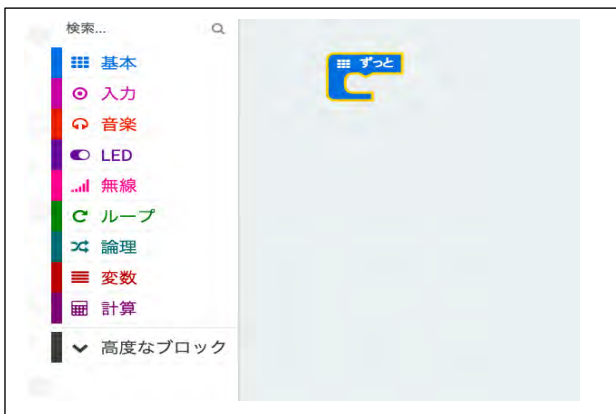 検索...
基本
入力
音楽
LED
無線
ループ
論理
変数
計算
高度なブロック
ずっと